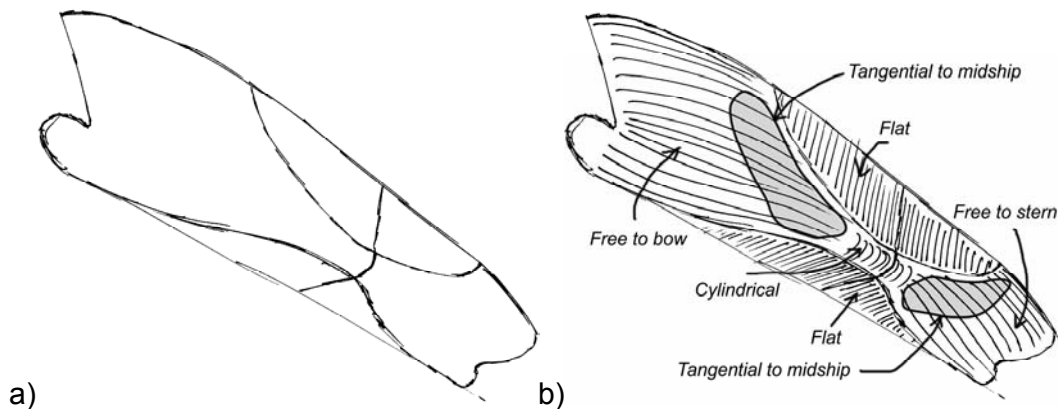 Tangential to midship
Flat
Free to stern
Free to bow
Cylindrical
Flat
Tangential to midship
a)
b)